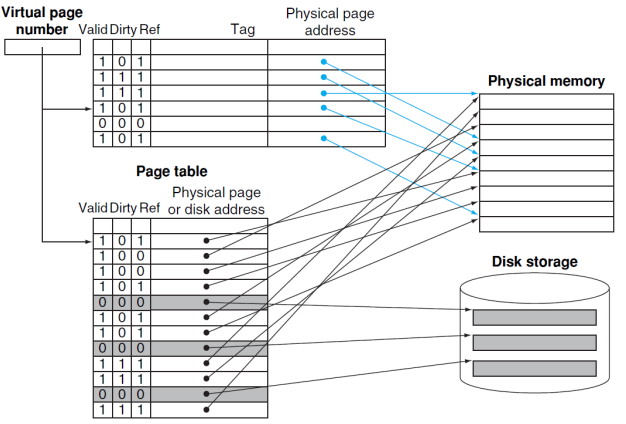 Virtual page
number
Valid Dirty Ref
Tag
Physical page
address
1 0 1
1 1 1
1 1 1
1 0 1
0 0 0
1 0 1
Physical memory
Page table
Physical page
Valid Dirty Ref or disk address
1 0 1
1 0 0
1 0 0
1 0 1
0 0 0
1 0 1
1 0 1
0 0 0
1 1 1
1 1 1
0 0 0
1 1 1
Disk storage